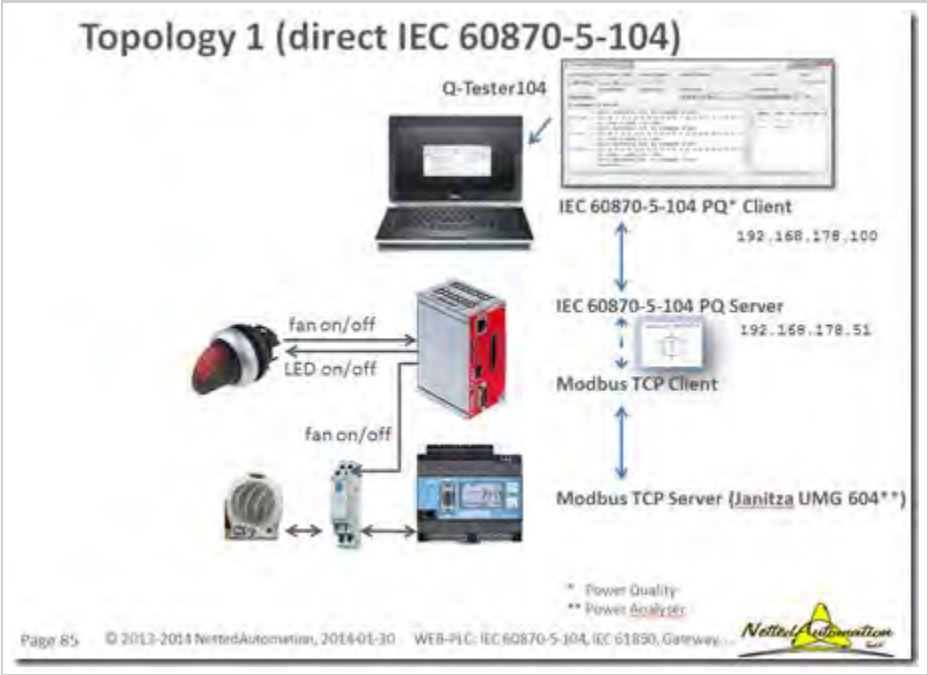 Topology 1 (direct IEC 60870-5-104)
Q-Tester104
IEC 60870-5-104 PQ* Client
192.168.178.100
IEC 60870-5-104 PQ Server
192.168.178.51
fan on/off
LED on/off
Modbus TCP Client
fan on/off
Modbus TCP Server (Janitza UMG 604**)
* Power Quality
** Power Analyser
Page 85 © 2013-2014 NettedAutomation, 2014-01-30 WEB-PLC: IEC 60870-5-104, IEC 61850, Gateway...
NettedAutomation